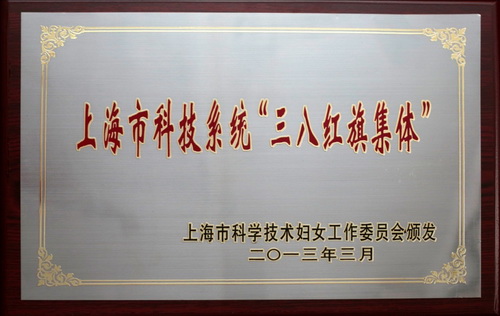 上海市科技系统“三八红旗集体”
上海市科学技术妇女工作委员会颁发
二〇一三年三月